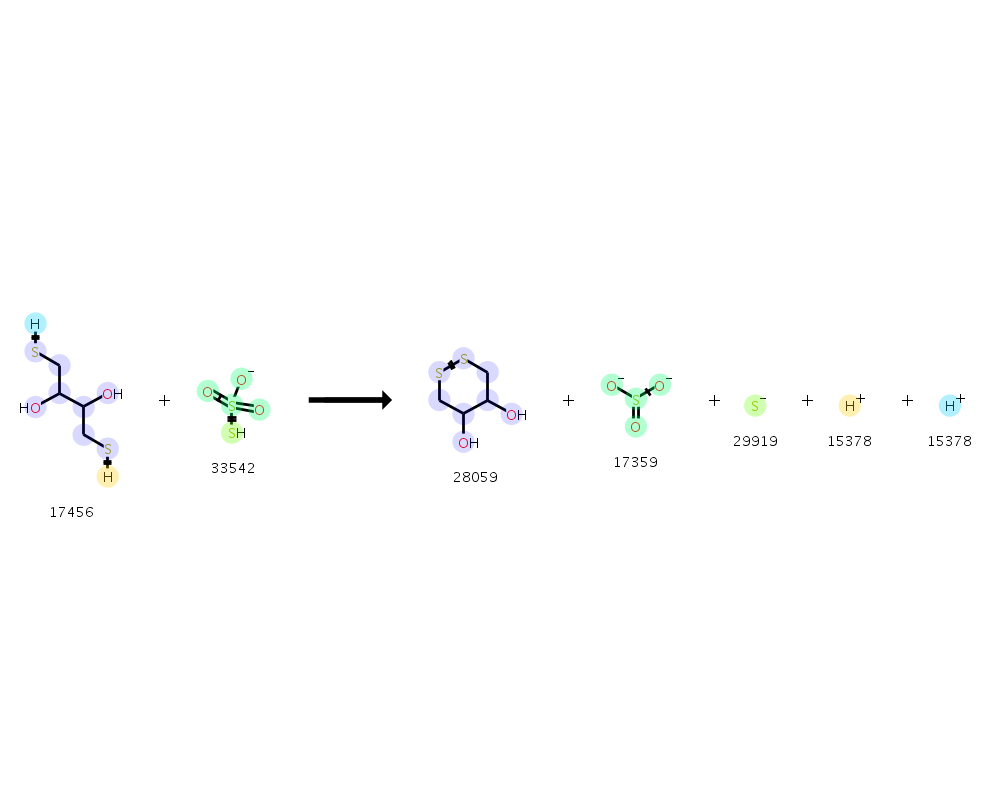 H
S
HO
OH
S
H
17456
+
O
O⁻
S
O
SH
33542
S
S
OH
OH
28059
+
O⁻
O⁻
S
O
17359
+
S⁻
29919
+
H+
15378
+
H+
15378